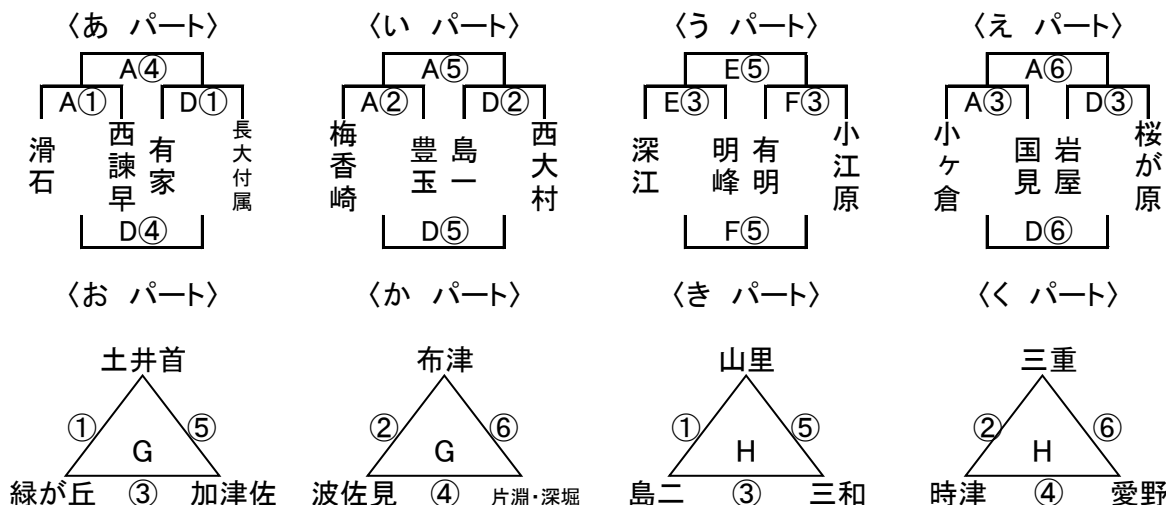 〈あ パート〉 〈い パート〉 〈う パート〉 〈え パート〉
A④ A⑤ E⑤ A⑥
A① D① A② D② E③ F③ A③ D③
滑石 西諫早 有家 長大付属 梅香崎 豊玉 島一 西大村 深江 明峰 有明 小江原 小ヶ倉 国見 岩屋 桜が原
D④ D⑤ F⑤ D⑥
〈お パート〉 〈か パート〉 〈き パート〉 〈く パート〉
土井首 布津 山里 三重
① ⑤ ② ⑥ ① ⑤ ② ⑥
G G H H
緑が丘 ③ 加津佐 波佐見 ④ 片淵・深堀 島二 ③ 三和 時津 ④ 愛野